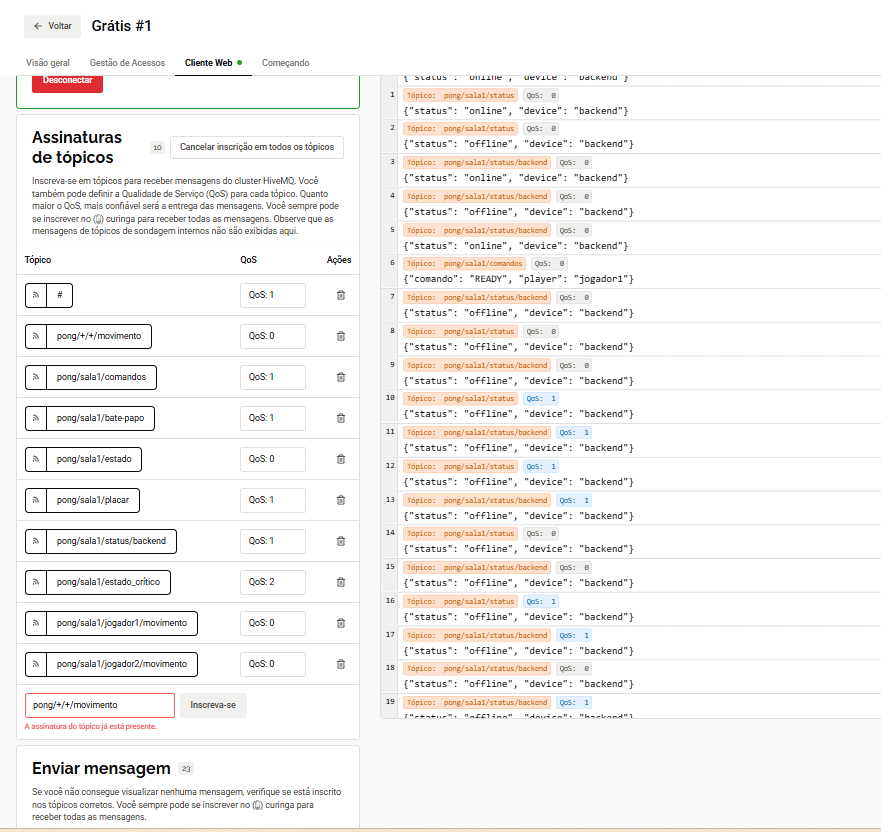 ← Voltar
Grátis #1
Visão geral
Gestão de Acessos
Cliente Web
Começando
Desconectar
Assinaturas
de tópicos
10
Cancelar inscrição em todos os tópicos
Inscreva-se em tópicos para receber mensagens do cluster HiveMQ. Você
também pode definir a Qualidade de Serviço (QoS) para cada tópico. Quanto
maior o QoS, mais confiável será a entrega das mensagens. Você sempre pode
se inscrever no () curinga para receber todas as mensagens. Observe que as
mensagens de tópicos de sondagem internos não são exibidas aqui.
Tópico QoS Ações
# QoS: 1
pong/+/+/movimento QoS: 0
pong/sala1/comandos QoS: 1
pong/sala1/bate-papo QoS: 1
pong/sala1/estado QoS: 0
pong/sala1/placar QoS: 1
pong/sala1/status/backend QoS: 1
pong/sala1/estado_crítico QoS: 2
pong/sala1/jogador1/movimento QoS: 0
pong/sala1/jogador2/movimento QoS: 0
pong/+/+/movimento Inscreva-se
A assinatura do tópico já está presente.
Enviar mensagem 23
Se você não consegue visualizar nenhuma mensagem, verifique se está inscrito
nos tópicos corretos. Você sempre pode se inscrever no () curinga para
receber todas as mensagens.
{"status": "online", "device": "backend"}
1 Tópico: pong/sala1/status QoS: 0
{"status": "online", "device": "backend"}
2 Tópico: pong/sala1/status QoS: 0
{"status": "offline", "device": "backend"}
3 Tópico: pong/sala1/status/backend QoS: 0
{"status": "online", "device": "backend"}
4 Tópico: pong/sala1/status/backend QoS: 0
{"status": "offline", "device": "backend"}
5 Tópico: pong/sala1/status/backend QoS: 0
{"status": "online", "device": "backend"}
6 Tópico: pong/sala1/comandos QoS: 0
{"comando": "READY", "player": "jogador1"}
7 Tópico: pong/sala1/status/backend QoS: 0
{"status": "offline", "device": "backend"}
8 Tópico: pong/sala1/status QoS: 0
{"status": "offline", "device": "backend"}
9 Tópico: pong/sala1/status/backend QoS: 0
{"status": "offline", "device": "backend"}
10 Tópico: pong/sala1/status QoS: 1
{"status": "offline", "device": "backend"}
11 Tópico: pong/sala1/status/backend QoS: 1
{"status": "offline", "device": "backend"}
12 Tópico: pong/sala1/status QoS: 1
{"status": "offline", "device": "backend"}
13 Tópico: pong/sala1/status/backend QoS: 1
{"status": "offline", "device": "backend"}
14 Tópico: pong/sala1/status QoS: 0
{"status": "offline", "device": "backend"}
15 Tópico: pong/sala1/status/backend QoS: 0
{"status": "offline", "device": "backend"}
16 Tópico: pong/sala1/status QoS: 1
{"status": "offline", "device": "backend"}
17 Tópico: pong/sala1/status/backend QoS: 1
{"status": "offline", "device": "backend"}
18 Tópico: pong/sala1/status/backend QoS: 0
{"status": "offline", "device": "backend"}
19 Tópico: pong/sala1/status/backend QoS: 1
{"status": "offline", "device": "backend"}